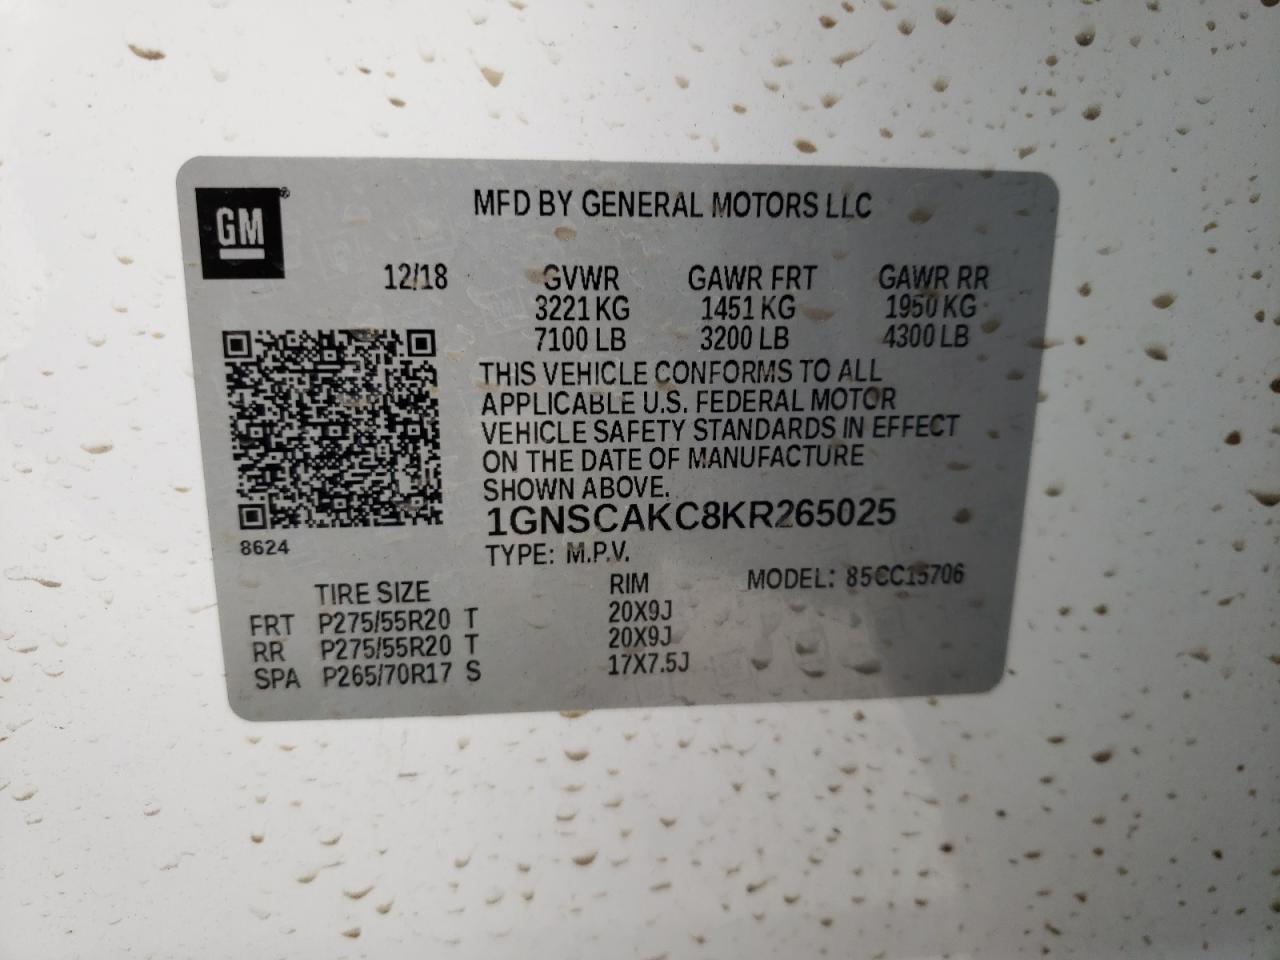 GM®
MFD BY GENERAL MOTORS LLC
12/18 GVWR GAWR FRT GAWR RR
3221 KG 1451 KG 1950 KG
7100 LB 3200 LB 4300 LB
THIS VEHICLE CONFORMS TO ALL
APPLICABLE U.S. FEDERAL MOTOR
VEHICLE SAFETY STANDARDS IN EFFECT
ON THE DATE OF MANUFACTURE
SHOWN ABOVE.
1GNSCAKC8KR265025
8624
TYPE: M.P.V.
TIRE SIZE RIM MODEL: 85CC15706
FRT P275/55R20 T 20X9J
RR P275/55R20 T 20X9J
SPA P265/70R17 S 17X7.5J